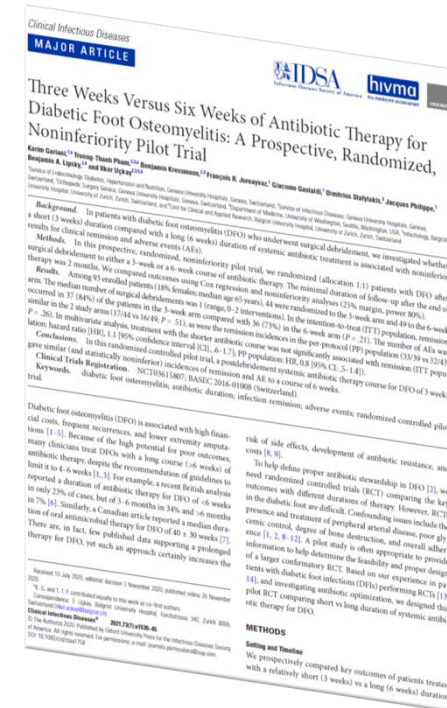 Clinical Infectious Diseases
MAJOR ARTICLE
IDSA
Infectious Diseases Society of America
hivma
hiv medicine association
Three Weeks Versus Six Weeks of Antibiotic Therapy for
Diabetic Foot Osteomyelitis: A Prospective, Randomized,
Noninferiority Pilot Trial
Karim Gariani, Truong-Thanh Pham, Benjamin Kressmann, François R. Jornayvaz, Giacomo Gastaldi, Dimitrios Stafylakis, Jacques Philippe,
Benjamin A. Lipsky, and Ilker Uçkay
Background. In patients with diabetic foot osteomyelitis (DFO) who underwent surgical debridement, we investigated whether
a short (3 weeks) duration compared with a long (6 weeks) duration of systemic antibiotic treatment is associated with noninferior
results for clinical remission and adverse events (AEs).
Methods. In this prospective, randomized, noninferiority pilot trial, we randomized (allocation 1:1) patients with DFO after
surgical debridement to either a 3-week or a 6-week course of antibiotic therapy. The minimal duration of follow-up after the end of
therapy was 2 months. We compared outcomes using Cox regression and noninferiority analyses (25% margin, power 80%).
Results. Among 93 enrolled patients (18% females; median age 65 years), 44 were randomized to the 3-week arm and 49 to the 6-week
arm. The median number of surgical debridements was 1 (range, 0–2 interventions). In the intention-to-treat (ITT) population, remission
occurred in 37 (84%) of the patients in the 3-week arm compared with 36 (73%) in the 6-week arm (P = .21). The number of AEs was
similar in the 2 study arms (17/44 vs 16/49, P = .51), as were the remission incidences in the per-protocol (PP) population (33/39 vs 32/43
P = .26). In multivariate analysis, treatment with the shorter antibiotic course was not significantly associated with remission (ITT popu
lation: hazard ratio [HR], 1.1 [95% confidence interval {CI}, .6–1.7]; PP population: HR, 0.8 [95% CI: .5–1.4]).
Conclusions. In this randomized controlled pilot trial, a postdebridement systemic antibiotic therapy course for DFO of 3 weeks
gave similar (and statistically noninferior) incidences of remission and AE to a course of 6 weeks.
Clinical Trials Registration. NCT03615807; BASEC 2016-01008 (Switzerland).
Keywords. diabetic foot osteomyelitis; antibiotic duration; infection remission; adverse events; randomized-controlled pilot
trial.
Diabetic foot osteomyelitis (DFO) is associated with high finan-
cial costs, frequent recurrences, and lower extremity amputa-
tions [1–5]. Because of the high potential for poor outcomes,
many clinicians treat DFOs with a long course (>6 weeks) of
antibiotic therapy, despite the recommendation of guidelines to
limit it to 4–6 weeks [1, 3]. For example, a recent British analysis
reported a duration of antibiotic therapy for DFO of <6 weeks
in only 23% of cases, but of 3–6 months in 34% and >6 months
in 7% [6]. Similarly, a Canadian article reported a median dura-
tion of oral antimicrobial therapy for DFO of 40 ± 30 weeks [7].
There are, in fact, few published data supporting a prolonged
therapy for DFO, yet such an approach certainly increases the
Received 15 July 2020; editorial decision 3 November 2020; published online 26 November
2020.
K. G. and T. P. contributed equally to this work as co-first authors.
Correspondence: I. Uçkay, Balgrist University Hospital, Forchstrasse 340, Zurich 8008,
Switzerland
Clinical Infectious Diseases
© The Author(s) 2020. Published by Oxford University Press for the Infectious Diseases Society
of America. All rights reserved. For permissions, e-mail:
risk of side effects, development of antibiotic resistance, and
costs [8, 9].
To help define proper antibiotic stewardship in DFO [2], we
need randomized controlled trials (RCT) comparing the key
outcomes with different durations of therapy. However, RCT
in the diabetic foot are difficult. Confounding issues include the
presence and treatment of peripheral arterial disease, poor gly
cemic control, degree of bone destruction, and overall adher
ence [1, 2, 8–12]. A pilot study is often appropriate to provide
information to help determine the feasibility and proper design
of a larger confirmatory RCT. Based on our experience in pa
tients with diabetic foot infections (DFIs) performing RCTs [13
14], and investigating antibiotic optimization, we designed this
pilot RCT comparing short vs long duration of systemic antibi
otic therapy for DFO.
METHODS
Setting and Timeline
We prospectively compared key outcomes of patients treated
with a relatively short (3 weeks) vs a long (6 weeks) duration